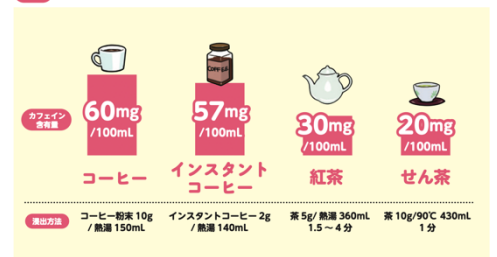 カフェイン
含有量
60mg
/100mL
コーヒー
COFFEE
57mg
/100mL
インスタント
コーヒー
30mg
/100mL
紅茶
20mg
/100mL
せん茶
浸出方法
コーヒー粉末 10g
/ 熱湯 150mL
インスタントコーヒー 2g
/ 熱湯 140mL
茶 5g/ 熱湯 360mL
1.5 〜 4 分
茶 10g/90℃ 430mL
1 分